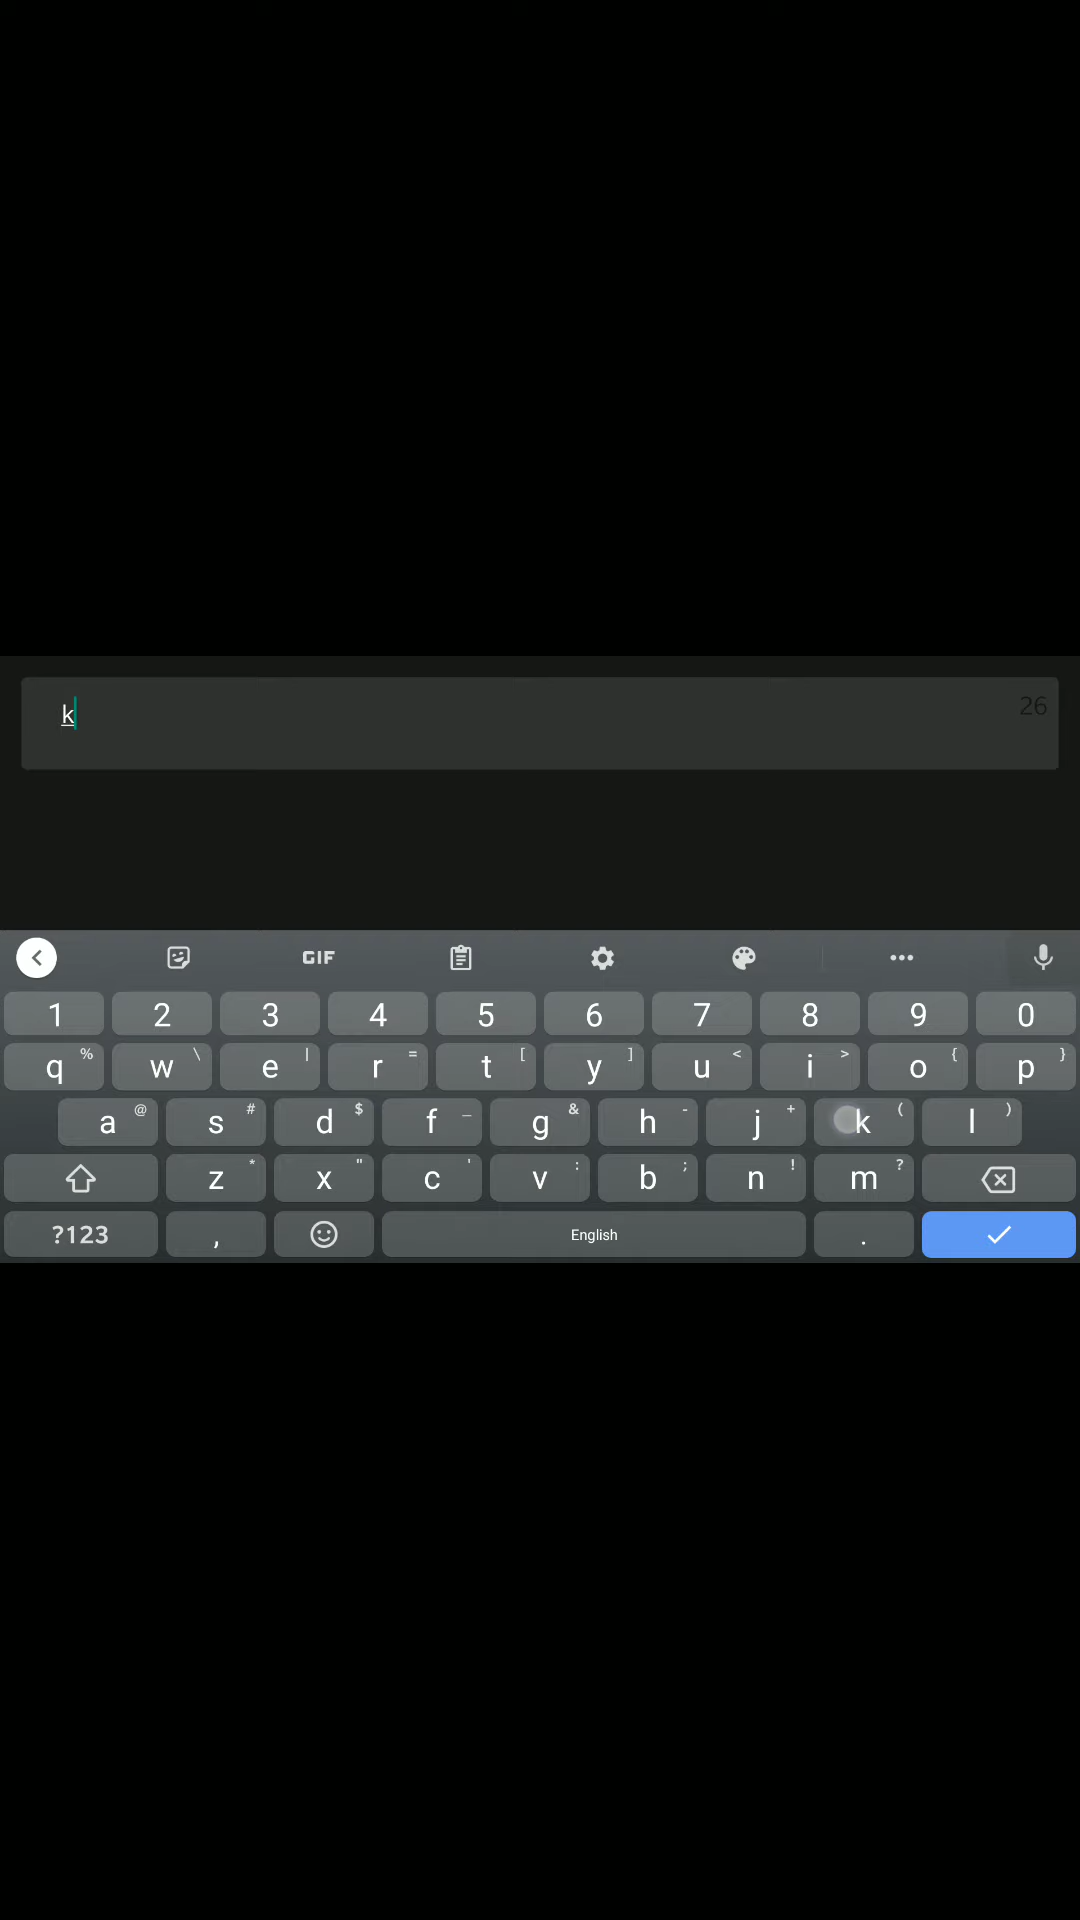 k
26
GIF
1 2 3 4 5 6 7 8 9 0
q % w \ e | r = t [ y ] u < i > o { p }
a @ s # d $ f _ g & h - j + k ( l )
z * x " c ' v : b ; n ! m ?
?123 , English .